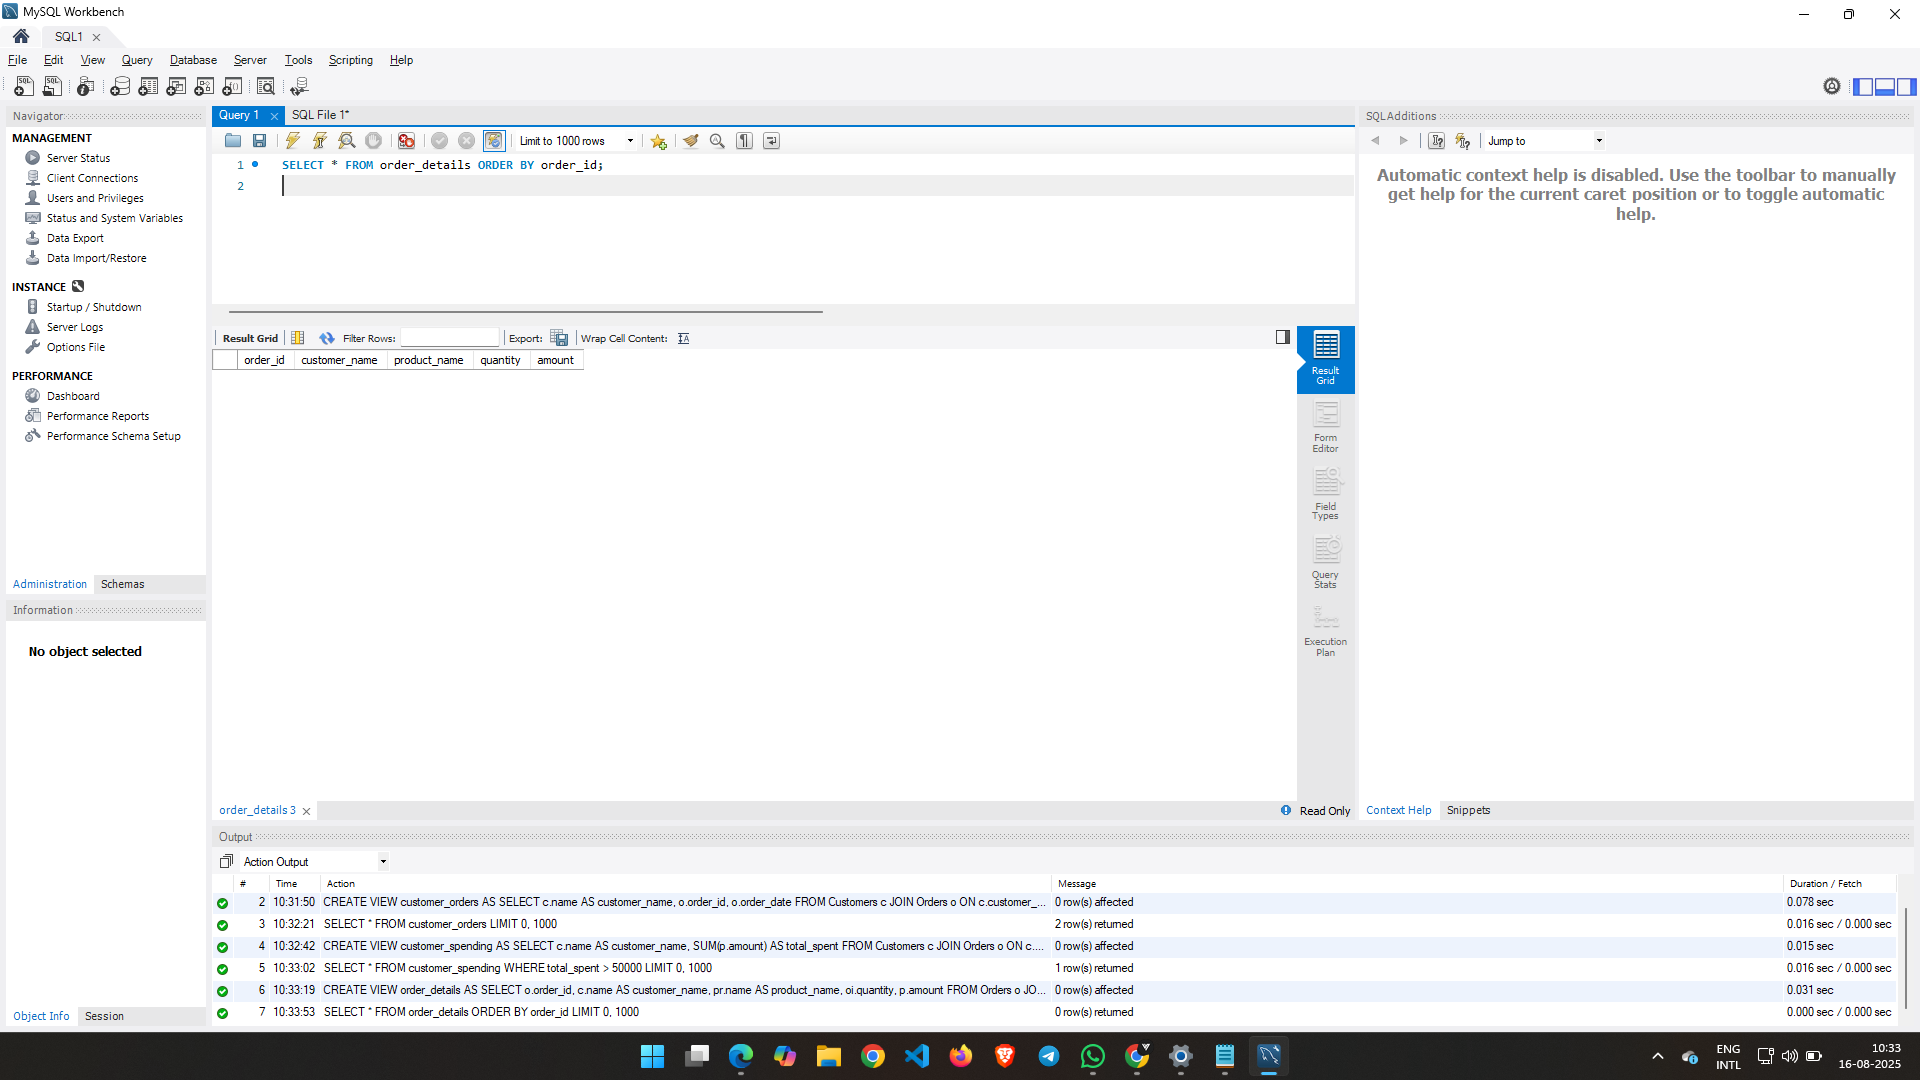 MySQL Workbench
SQL1
File Edit View Query Database Server Tools Scripting Help
Navigator
MANAGEMENT
Server Status
Client Connections
Users and Privileges
Status and System Variables
Data Export
Data Import/Restore
INSTANCE
Startup / Shutdown
Server Logs
Options File
PERFORMANCE
Dashboard
Performance Reports
Performance Schema Setup
Administration Schemas
Information
No object selected
Object Info Session
Query 1 SQL File 1*
Limit to 1000 rows
1 SELECT * FROM order_details ORDER BY order_id;
2
Result Grid Filter Rows: Export: Wrap Cell Content:
order_id customer_name product_name quantity amount
Result Grid
Form Editor
Field Types
Query Stats
Execution Plan
order_details 3 Read Only
SQLAdditions
Jump to
Automatic context help is disabled. Use the toolbar to manually
get help for the current caret position or to toggle automatic
help.
Context Help Snippets
Output
Action Output
# Time Action Message Duration / Fetch
2 10:31:50 CREATE VIEW customer_orders AS SELECT c.name AS customer_name, o.order_id, o.order_date FROM Customers c JOIN Orders o ON c.customer_... 0 row(s) affected 0.078 sec
3 10:32:21 SELECT * FROM customer_orders LIMIT 0, 1000 2 row(s) returned 0.016 sec / 0.000 sec
4 10:32:42 CREATE VIEW customer_spending AS SELECT c.name AS customer_name, SUM(p.amount) AS total_spent FROM Customers c JOIN Orders o ON c.... 0 row(s) affected 0.015 sec
5 10:33:02 SELECT * FROM customer_spending WHERE total_spent > 50000 LIMIT 0, 1000 1 row(s) returned 0.016 sec / 0.000 sec
6 10:33:19 CREATE VIEW order_details AS SELECT o.order_id, c.name AS customer_name, pr.name AS product_name, oi.quantity, p.amount FROM Orders o JO... 0 row(s) affected 0.031 sec
7 10:33:53 SELECT * FROM order_details ORDER BY order_id LIMIT 0, 1000 0 row(s) returned 0.000 sec / 0.000 sec
ENG 10:33
INTL 16-08-2025